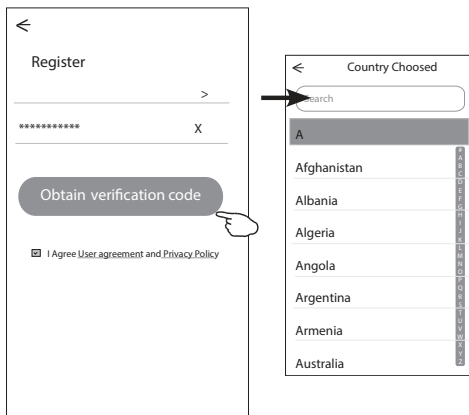 Register
>
*********** X
Obtain verification code
I Agree User agreement and Privacy Policy
Country Choosed
Search
A
Afghanistan
Albania
Algeria
Angola
Argentina
Armenia
Australia
#
A
B
C
D
E
F
G
H
I
J
K
L
M
N
O
P
Q
R
S
T
U
V
W
X
Y
Z